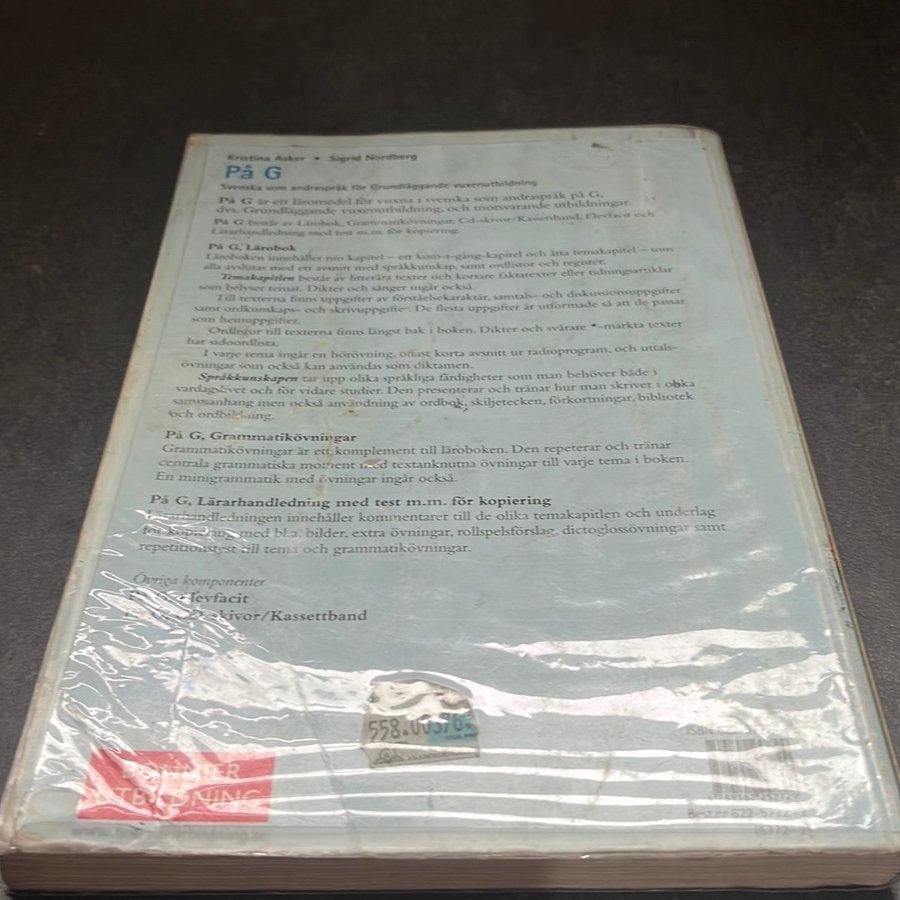 Kristina Asker • Sigrid Nordberg
På G
Svenska som andraspråk för Grundläggande vuxenutbildning
På G är ett läromedel för vuxna i svenska som andraspråk på G,
dvs. Grundläggande vuxenutbildning, och motsvarande utbildningar.
På G består av Lärobok, Grammatikövningar, Cd-skivor/Kassettband, Elevfacit och
Lärarhandledning med test m.m. för kopiering.
På G, Lärobok
Läroboken innehåller nio kapitel – ett kom-i-gång-kapitel och åtta temakapitel – som
alla avslutas med ett avsnitt med språkkunskap, samt ordlistor och register.
Temakapitlen består av litterära texter och kortare faktatexter eller tidningsartiklar
som belyser temat. Dikter och sånger ingår också.
Till texterna finns uppgifter av förståelsekaraktär, samtals- och diskussionsuppgifter
samt ordkunskaps- och skrivuppgifter. De flesta uppgifter är utformade så att de passar
som hemuppgifter.
Ordlistor till texterna finns längst bak i boken. Dikter och svårare *-märkta texter
har sidoordlista.
I varje tema ingår en hörövning, oftast korta avsnitt ur radioprogram, och uttals-
övningar som också kan användas som diktamen.
Språkkunskapen tar upp olika språkliga färdigheter som man behöver både i
vardagslivet och för vidare studier. Den presenterar och tränar hur man skriver i olika
sammanhang men också användning av ordbok, skiljetecken, förkortningar, bibliotek
och ordbildning.
På G, Grammatikövningar
Grammatikövningar är ett komplement till läroboken. Den repeterar och tränar
centrala grammatiska moment med textanknutna övningar till varje tema i boken.
En minigrammatik med övningar ingår också.
På G, Lärarhandledning med test m.m. för kopiering
Lärarhandledningen innehåller kommentarer till de olika temakapitlen och underlag
för kopiering med bl.a. bilder, extra övningar, rollspelsförslag, dictoglossövningar samt
repetitionstest till tema och grammatikövningar.
Övriga komponenter
Elevfacit
CD-skivor/Kassettband
ISBN
BONNIER
UTBILDNING
Best.nr 622-5772-2